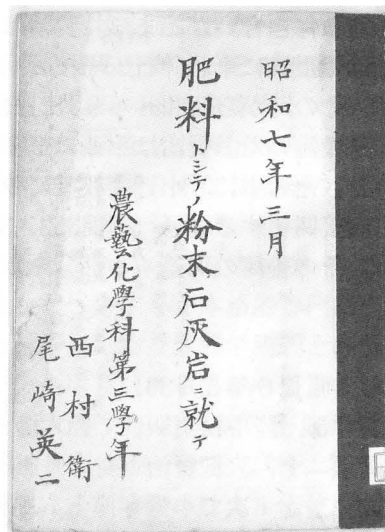 昭和七年三月
肥料トシテノ粉末石灰岩ニ就テ
農藝化學科第三學年
西村衛
尾崎英二